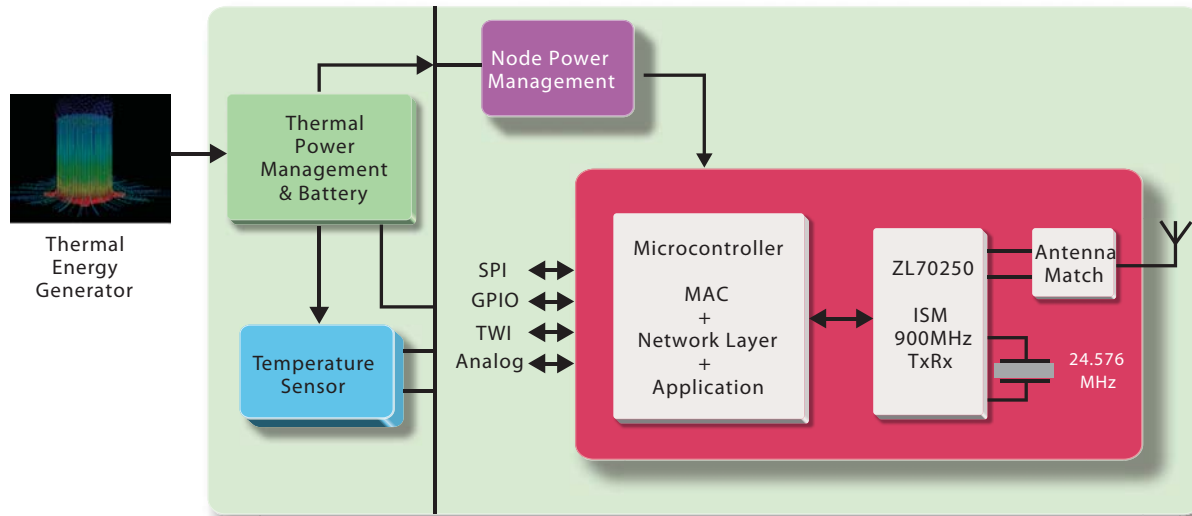 Node Power
Management
Thermal
Power
Management
& Battery
Thermal
Energy
Generator
Temperature
Sensor
SPI
GPIO
TWI
Analog
Microcontroller
MAC
+
Network Layer
+
Application
ZL70250
ISM
900MHz
TxRx
Antenna
Match
24.576
MHz